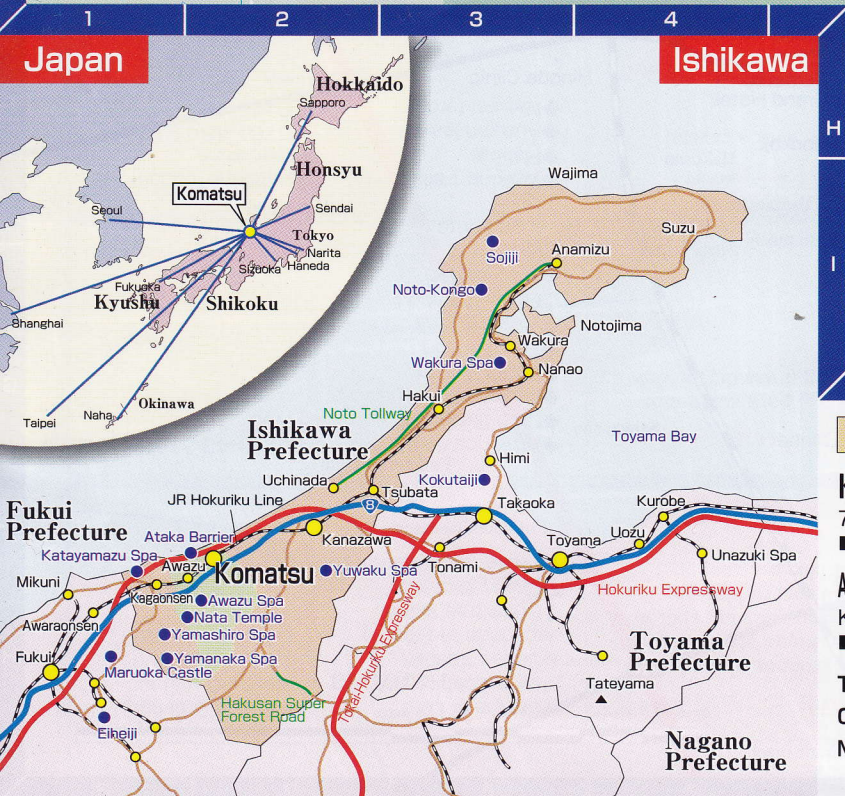 1
2
3
4
H
I
Japan
Ishikawa
Hokkaido
Sapporo
Honsyu
Komatsu
Seoul
Sendai
Tokyo
Narita
Haneda
Sizuoka
Fukuoka
Kyushu
Shikoku
Shanghai
Okinawa
Taipei
Naha
Wajima
Suzu
Sojiji
Anamizu
Noto-Kongo
Notojima
Wakura
Wakura Spa
Nanao
Hakui
Noto Tollway
Ishikawa
Prefecture
Toyama Bay
Himi
Uchinada
Kokutaiji
Tsubata
JR Hokuriku Line
8
Takaoka
Kurobe
Fukui
Prefecture
Ataka Barrier
Kanazawa
Toyama
Uozu
Katayamazu Spa
Unazuki Spa
Awazu
Komatsu
Yuwaku Spa
Tonami
Mikuni
Kagaonsen
Awazu Spa
Hokuriku Expressway
Awaraonsen
Nata Temple
Yamashiro Spa
Toyama
Prefecture
Fukui
Yamanaka Spa
Maruoka Castle
Tateyama
Hakusan Super
Forest Road
Tokai-Hokuriku Expressway
Eiheiji
Nagano
Prefecture